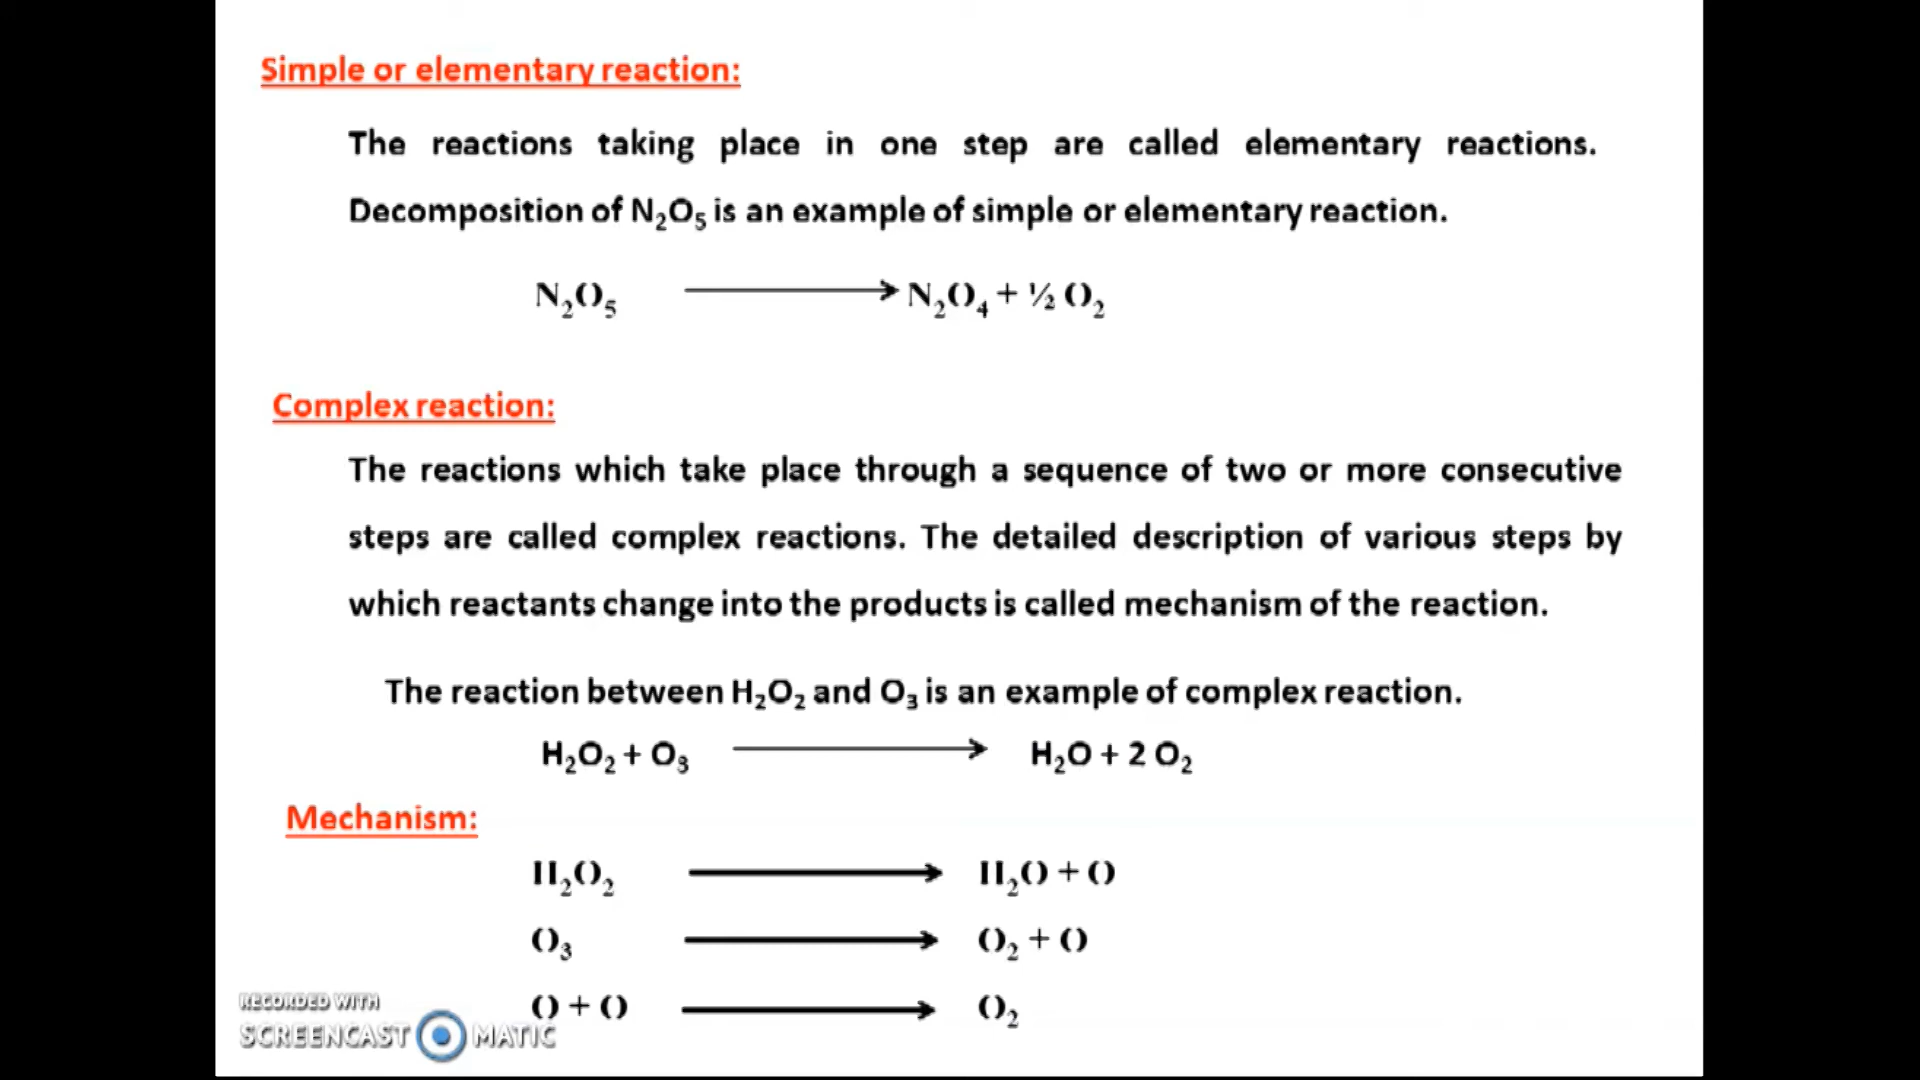 Simple or elementary reaction:
The reactions taking place in one step are called elementary reactions.
Decomposition of N₂O₅ is an example of simple or elementary reaction.
N₂O₅ → N₂O₄ + ½ O₂
Complex reaction:
The reactions which take place through a sequence of two or more consecutive
steps are called complex reactions. The detailed description of various steps by
which reactants change into the products is called mechanism of the reaction.
The reaction between H₂O₂ and O₃ is an example of complex reaction.
H₂O₂ + O₃ → H₂O + 2 O₂
Mechanism:
H₂O₂ → H₂O + O
O₃ → O₂ + O
O + O → O₂
RECORDED WITH
SCREENCAST MATIC